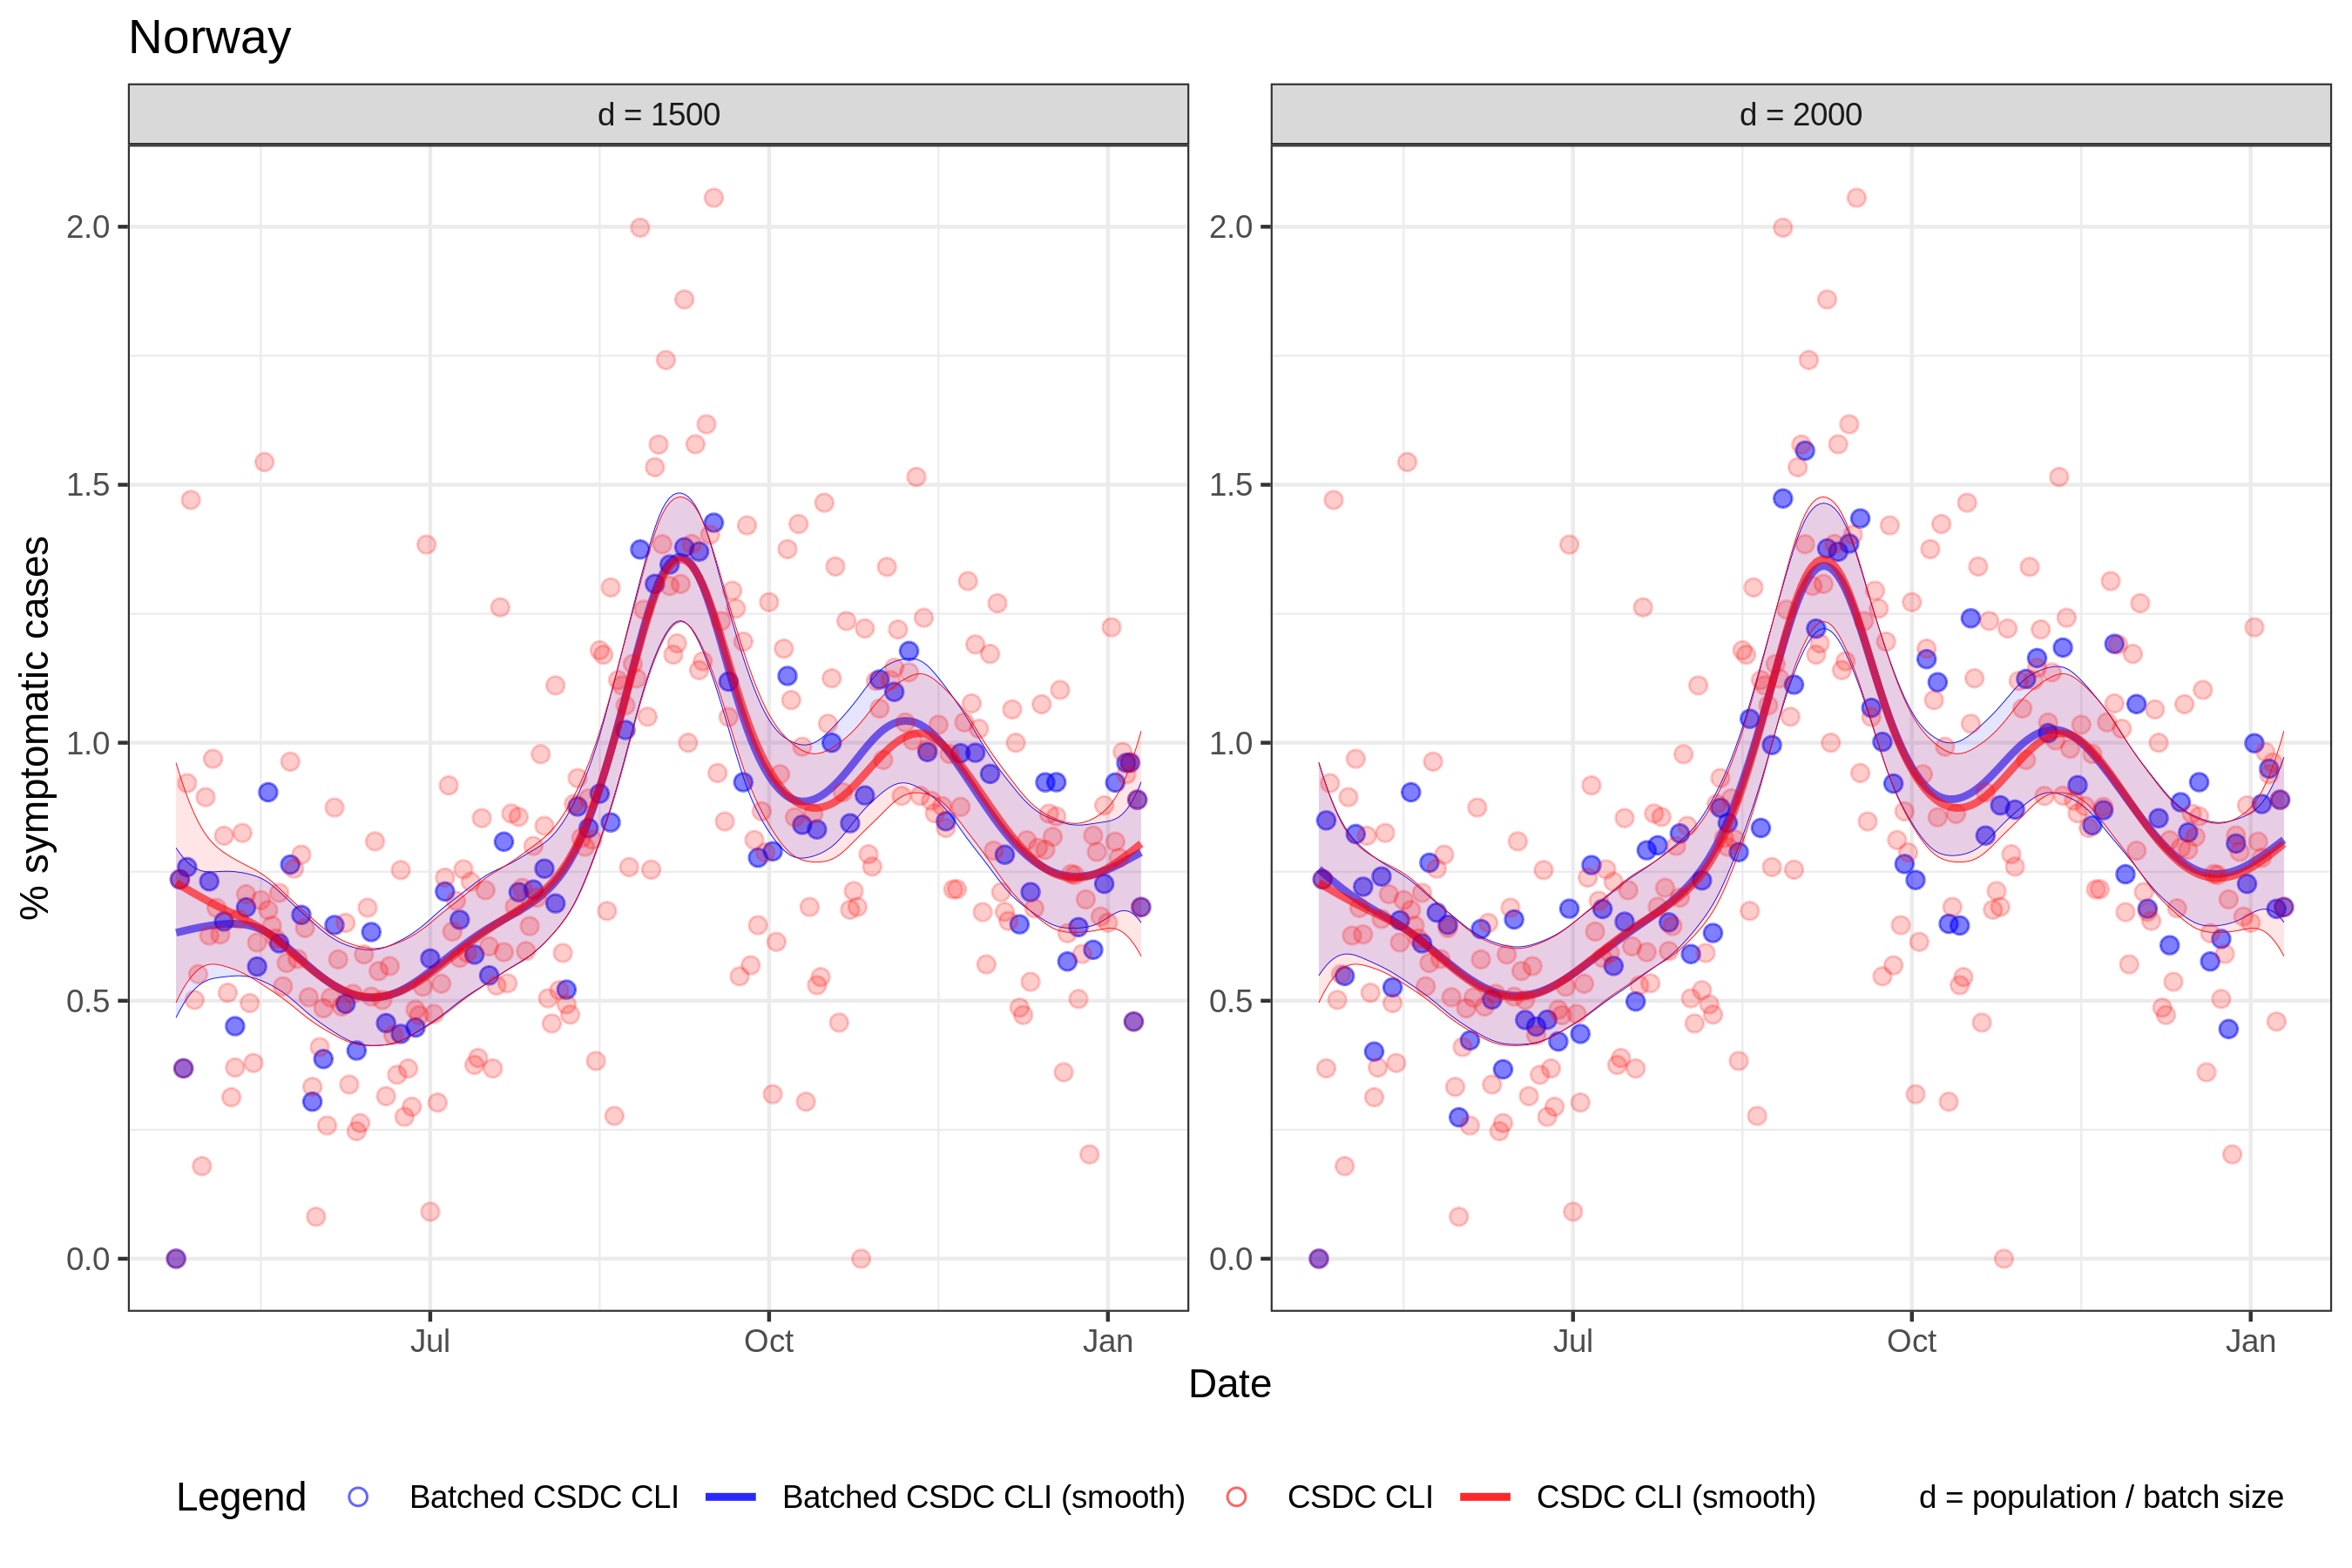 Norway
d = 1500
d = 2000
% symptomatic cases
2.0
1.5
1.0
0.5
0.0
2.0
1.5
1.0
0.5
0.0
Jul
Oct
Jan
Jul
Oct
Jan
Date
Legend
Batched CSDC CLI
Batched CSDC CLI (smooth)
CSDC CLI
CSDC CLI (smooth)
d = population / batch size